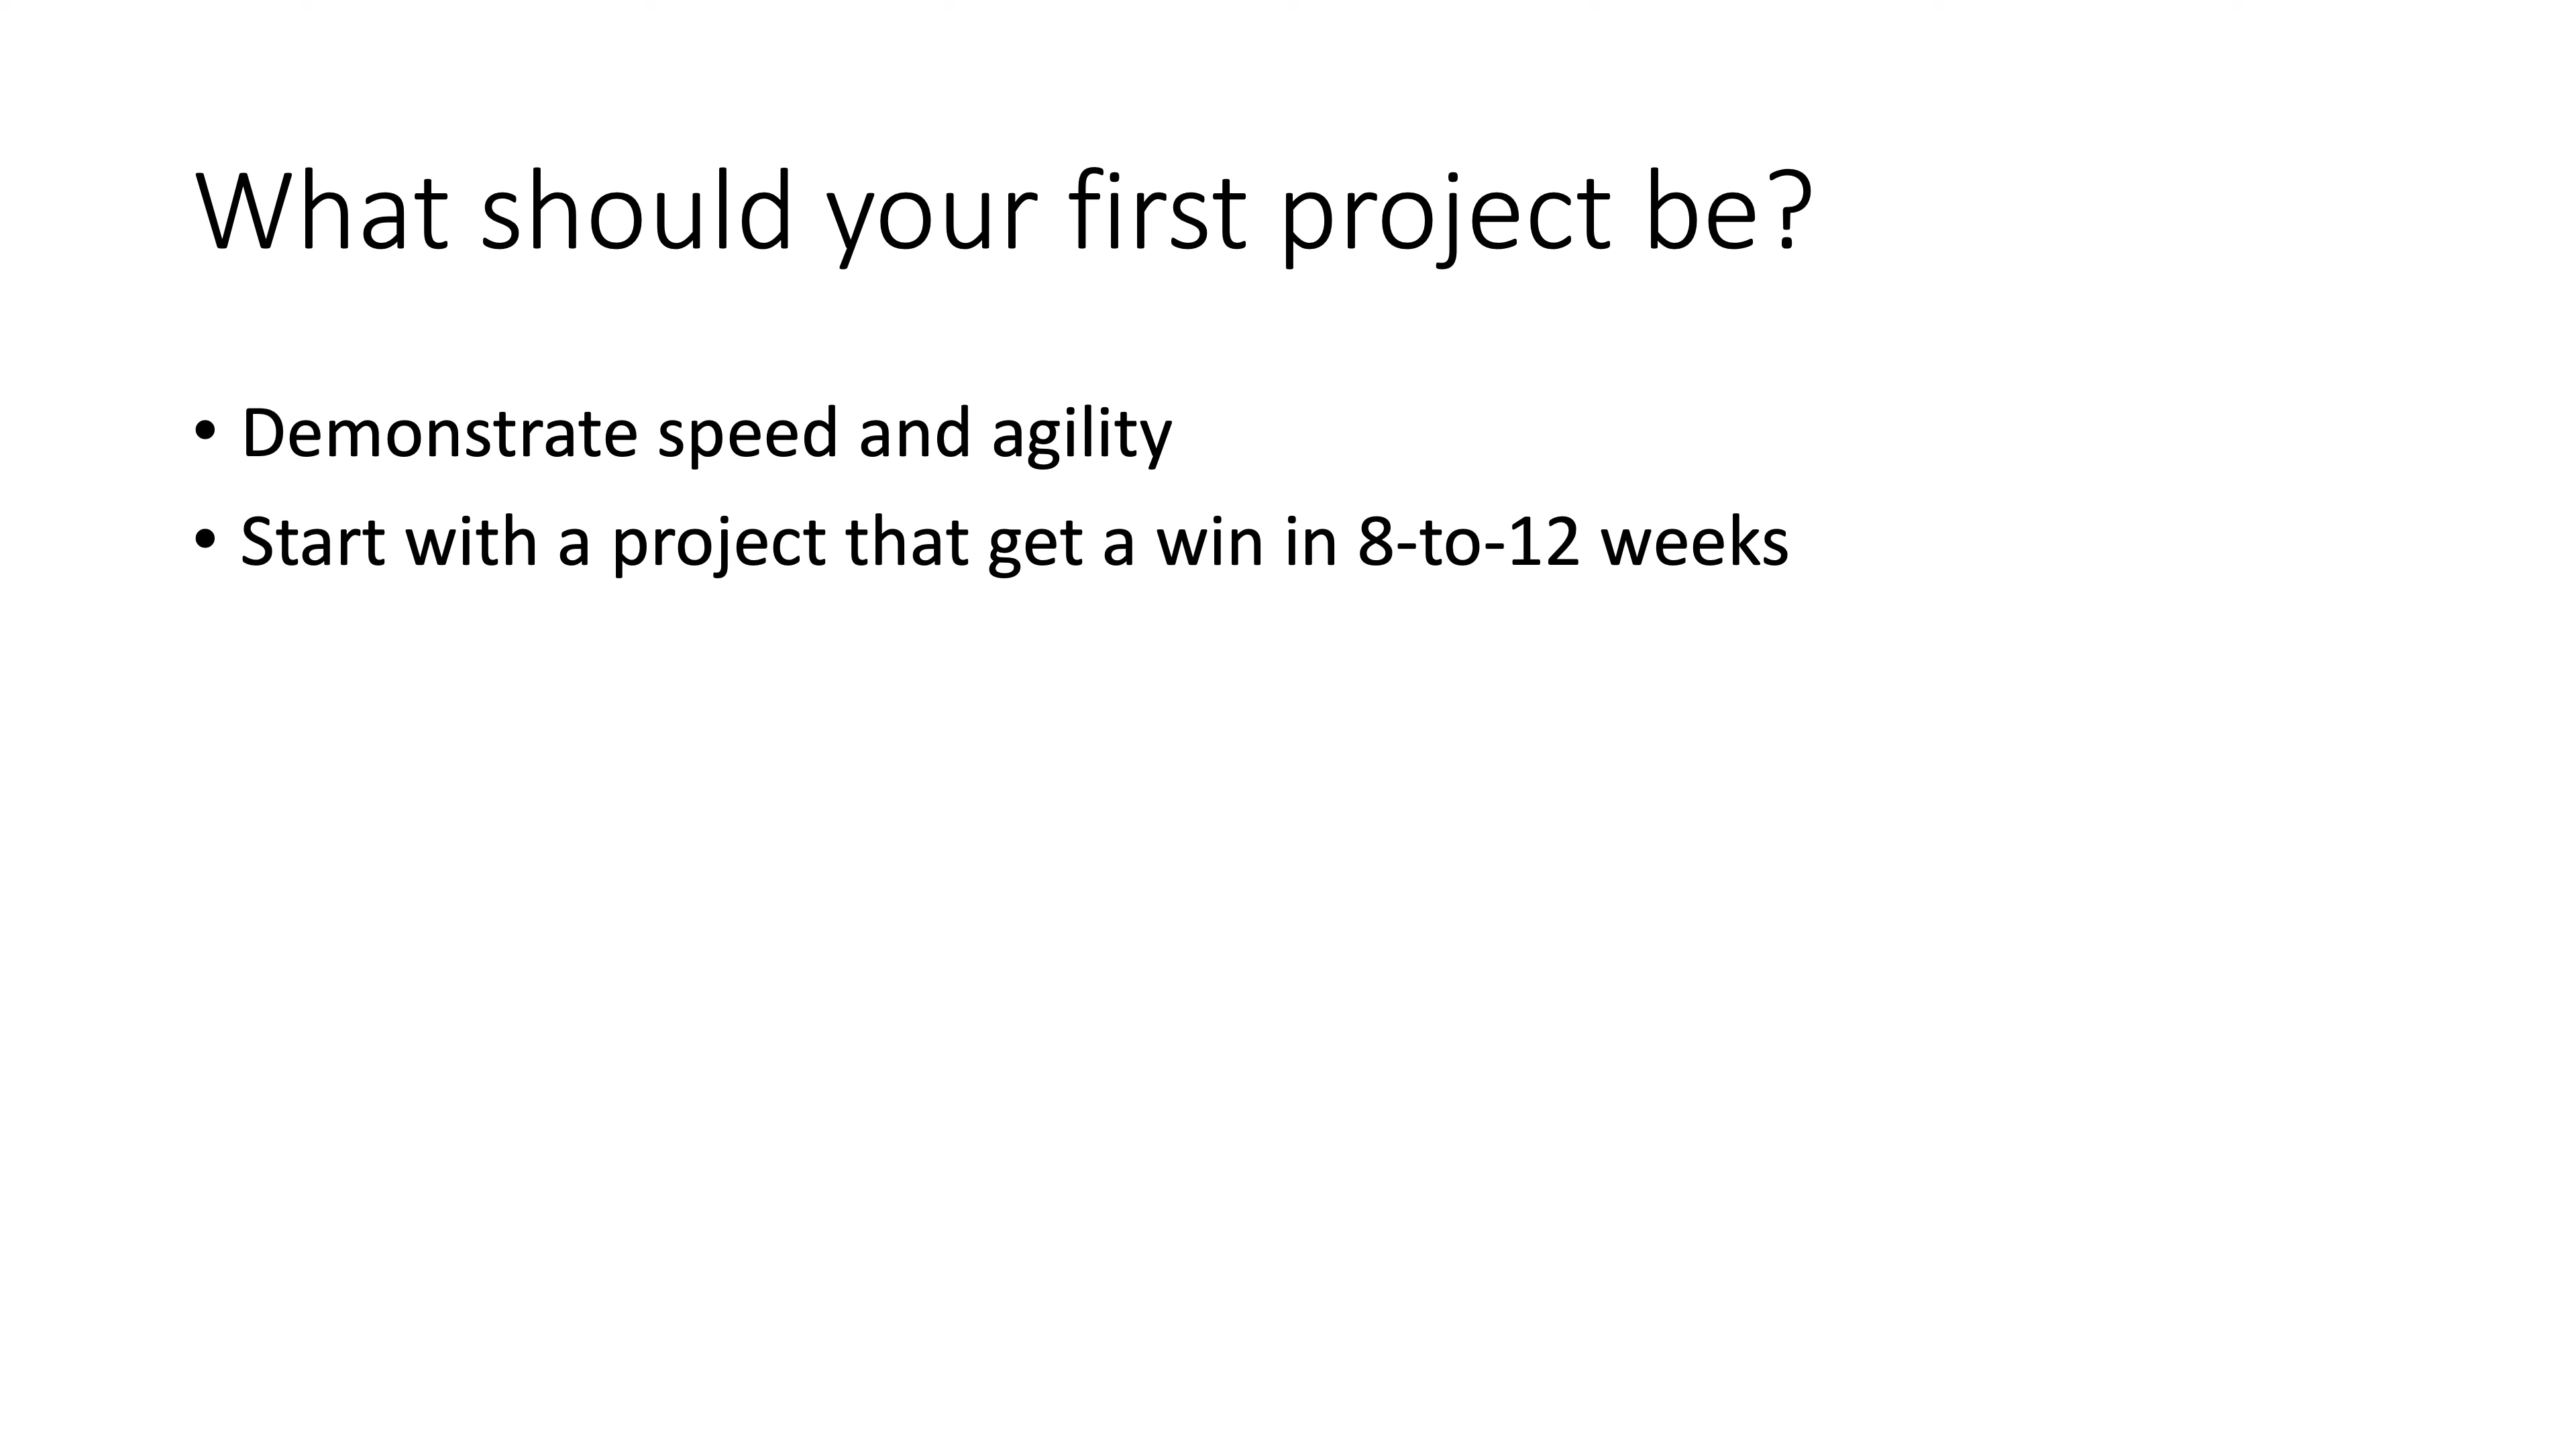 What should your first project be?
• Demonstrate speed and agility
• Start with a project that get a win in 8-to-12 weeks